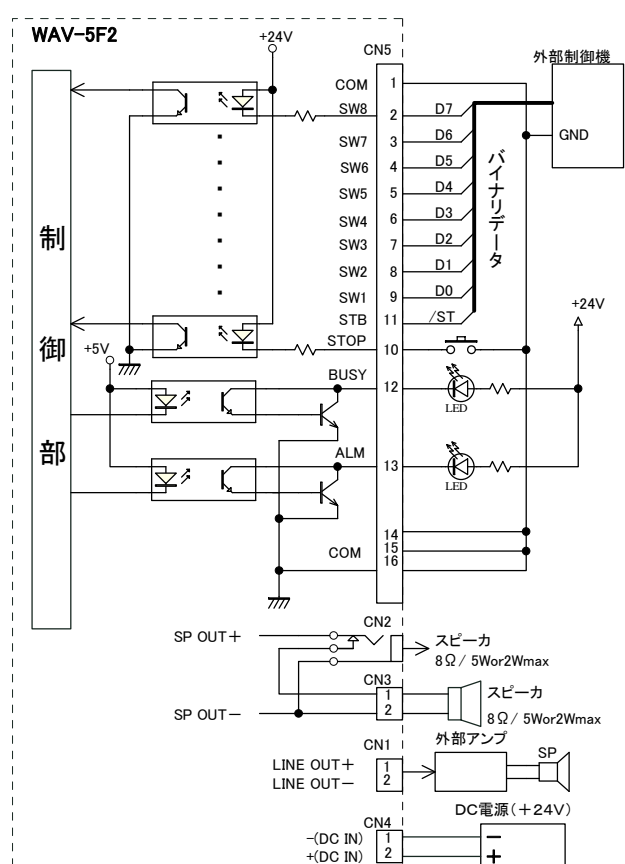 WAV-5F2
+24V
CN5
外部制御機
COM 1
SW8 2 D7
GND
SW7 3 D6
SW6 4 D5
SW5 5 D4
SW4 6 D3
SW3 7 D2
SW2 8 D1
SW1 9 D0
STB 11 /ST
バイナリデータ
+24V
STOP 10
+5V
BUSY 12
LED
ALM 13
LED
制御部
14
15
COM 16
CN2
SP OUT+
スピーカ
8Ω/ 5Wor2Wmax
CN3
1
SP OUT- 2
スピーカ
8Ω/ 5Wor2Wmax
CN1
外部アンプ
SP
LINE OUT+ 1
LINE OUT- 2
DC電源(+24V)
CN4
-(DC IN) 1 -
+(DC IN) 2 +